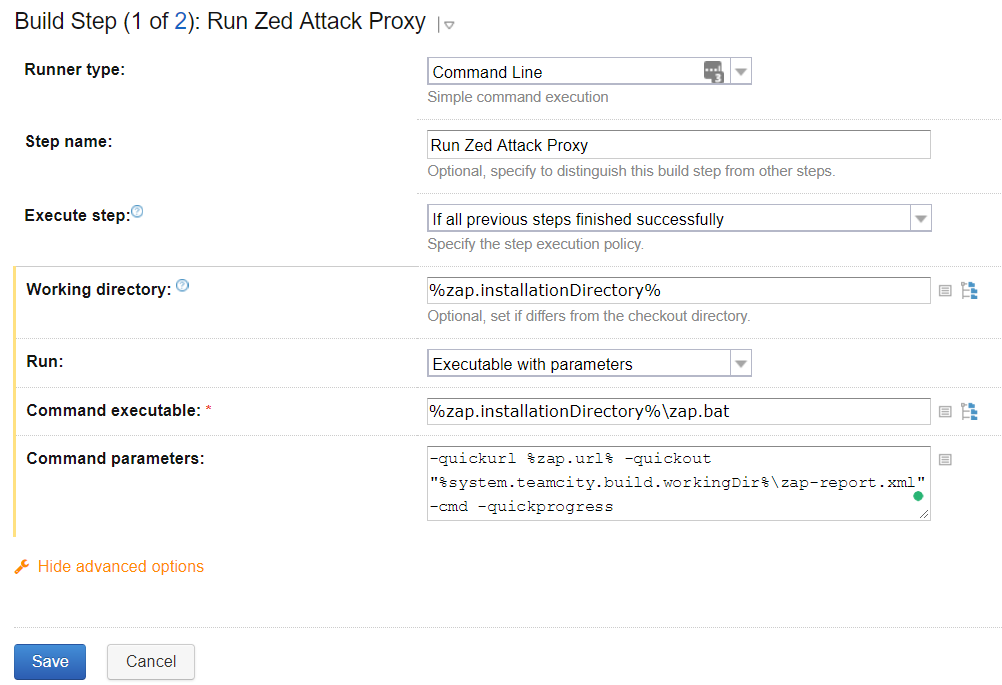 Build Step (1 of 2): Run Zed Attack Proxy
Runner type:
Command Line
3
Simple command execution
Step name:
Run Zed Attack Proxy
Optional, specify to distinguish this build step from other steps.
Execute step:
If all previous steps finished successfully
Specify the step execution policy.
Working directory:
%zap.installationDirectory%
Optional, set if differs from the checkout directory.
Run:
Executable with parameters
Command executable: *
%zap.installationDirectory%\zap.bat
Command parameters:
-quickurl %zap.url% -quickout
"%system.teamcity.build.workingDir%\zap-report.xml"
-cmd -quickprogress
Hide advanced options
Save
Cancel